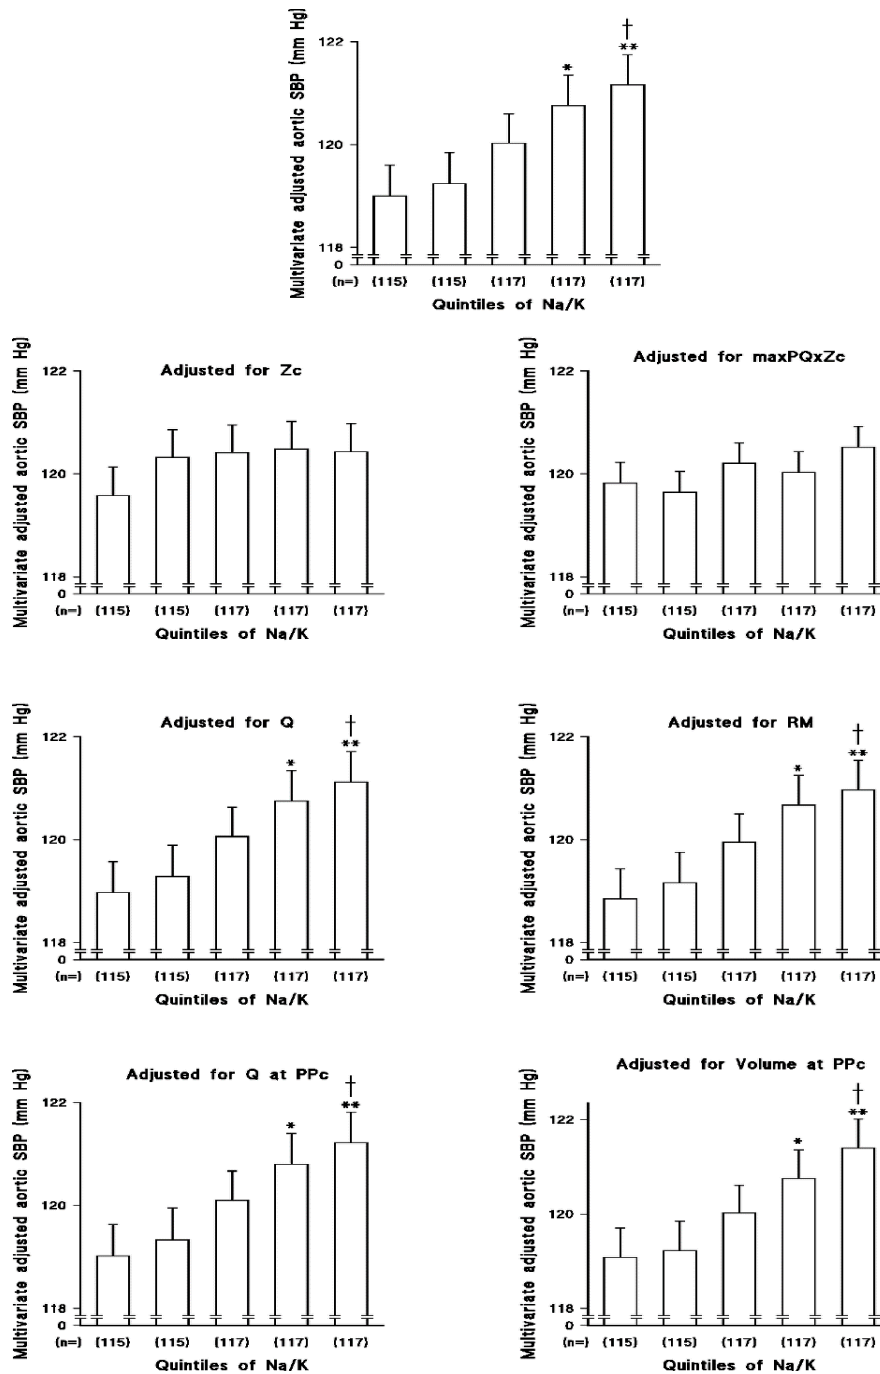 †
**
*
122
120
118
0
Multivariate adjusted aortic SBP (mm Hg)
(n=) (115) (115) (117) (117) (117)
Quintiles of Na/K
Adjusted for Zc
122
120
118
0
Multivariate adjusted aortic SBP (mm Hg)
(n=) (115) (115) (117) (117) (117)
Quintiles of Na/K
Adjusted for maxPQxZc
122
120
118
0
Multivariate adjusted aortic SBP (mm Hg)
(n=) (115) (115) (117) (117) (117)
Quintiles of Na/K
Adjusted for Q
†
**
*
122
120
118
0
Multivariate adjusted aortic SBP (mm Hg)
(n=) (115) (115) (117) (117) (117)
Quintiles of Na/K
Adjusted for RM
†
**
*
122
120
118
0
Multivariate adjusted aortic SBP (mm Hg)
(n=) (115) (115) (117) (117) (117)
Quintiles of Na/K
Adjusted for Q at PPc
†
**
*
122
120
118
0
Multivariate adjusted aortic SBP (mm Hg)
(n=) (115) (115) (117) (117) (117)
Quintiles of Na/K
Adjusted for Volume at PPc
†
**
*
122
120
118
0
Multivariate adjusted aortic SBP (mm Hg)
(n=) (115) (115) (117) (117) (117)
Quintiles of Na/K